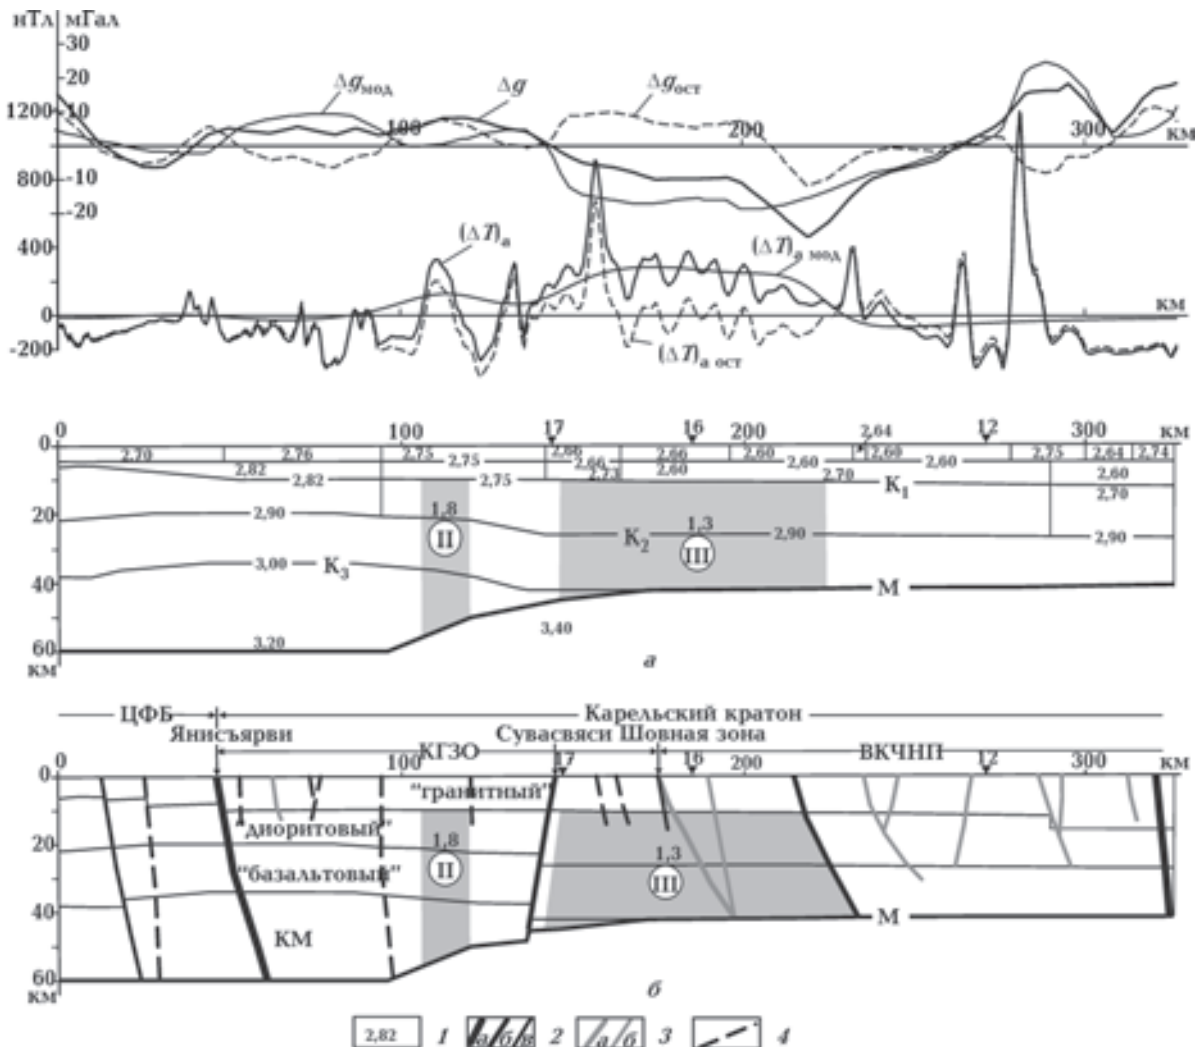 нТл мГал
30
20
Δg мод
Δg
Δg ост
1200 10
100
200
300
км
800 -10
-20
400
(ΔT)a
(ΔT)a мод
км
0
-200
(ΔT)a ост
0 100 17 16 200 2,64 12 300 км
0
2,70 2,76 2,75 2,66 2,66 2,60 2,60 2,75 2,64 2,74
2,75 2,66 2,60 2,60 2,60
2,82 2,60
2,82 2,75 2,73 2,60 2,70 K1 2,70
20
2,90 1,8 K2 1,3 2,90 2,90
II III
3,00 K3
40
M
3,20 3,40
60
км
а
ЦФБ Карельский кратон
Янисъярви Сувасвяси Шовная зона
КГЗО ВКЧНП
0 100 17 16 200 12 300 км
0
"гранитный"
"диоритовый"
20
1,8 1,3
II III
"базальтовый"
40
M
КМ
60
км
б
2,82 1 а б в 2 а б 3 4